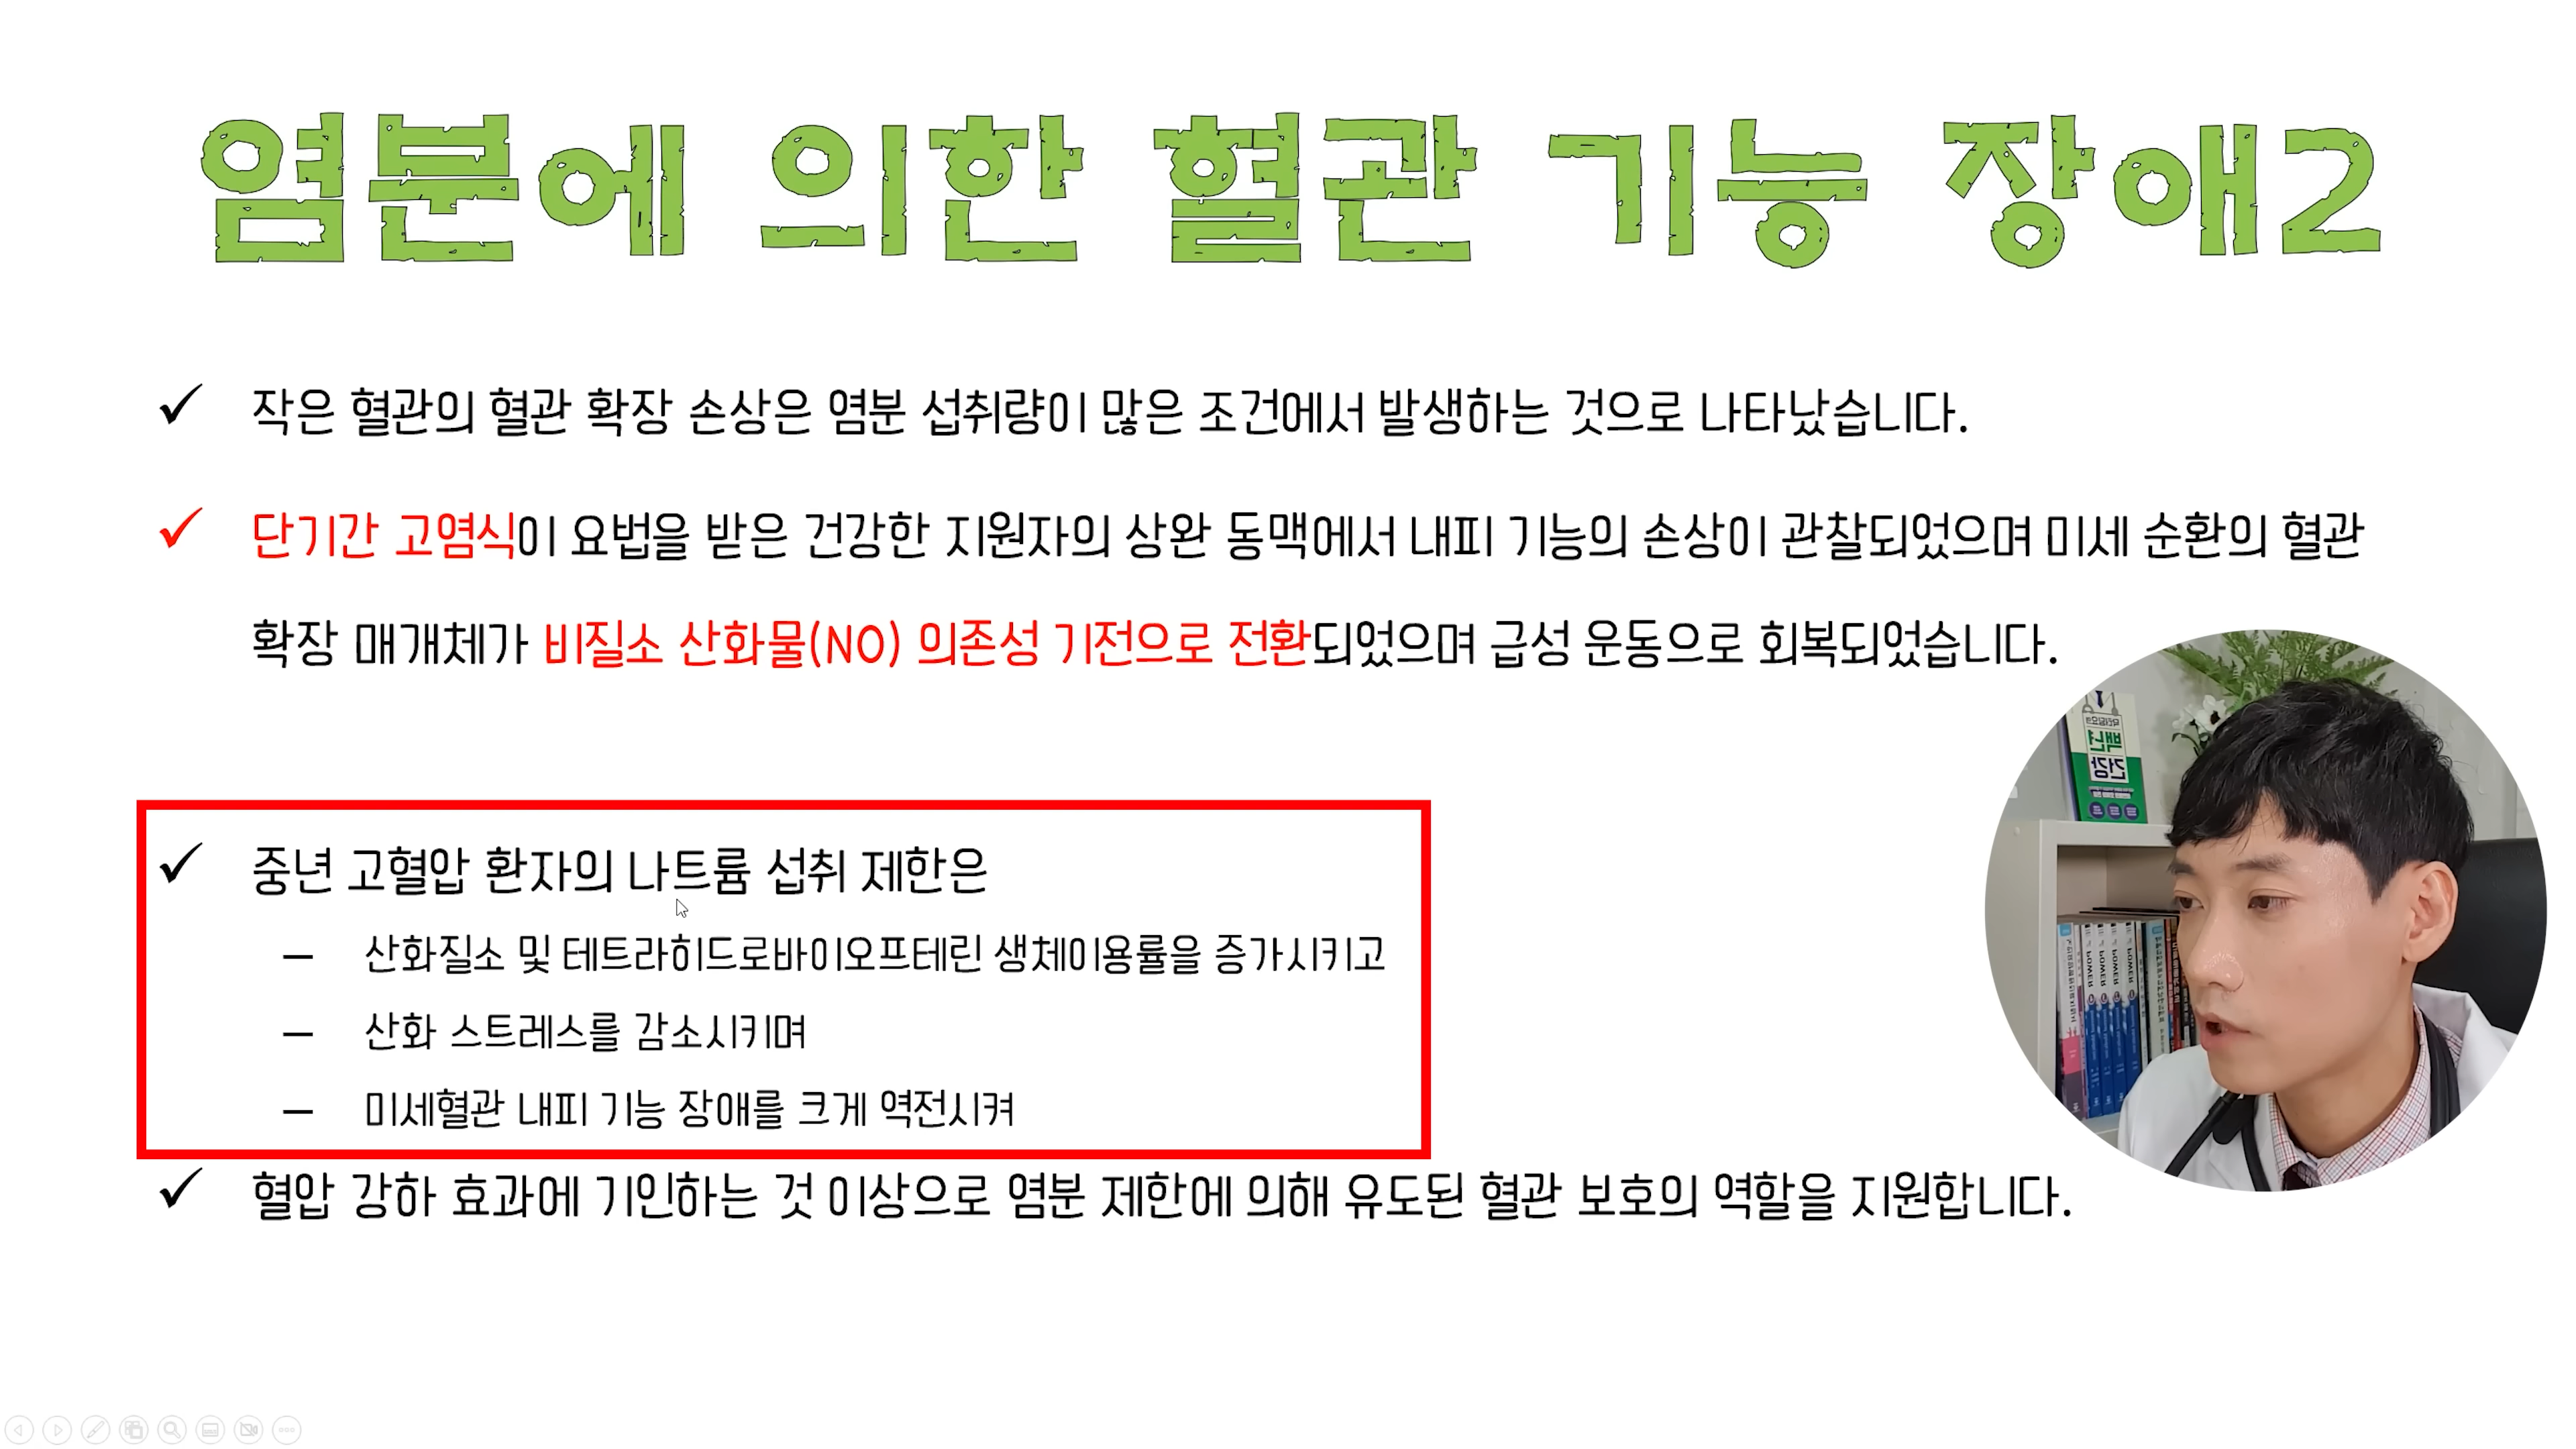 염분에 의한 혈관 기능 장애2
✓ 작은 혈관의 혈관 확장 손상은 염분 섭취량이 많은 조건에서 발생하는 것으로 나타났습니다.
✓ 단기간 고염식이 요법을 받은 건강한 지원자의 상완 동맥에서 내피 기능의 손상이 관찰되었으며 미세 순환의 혈관
확장 매개체가 비질소 산화물(NO) 의존성 기전으로 전환되었으며 급성 운동으로 회복되었습니다.
✓ 중년 고혈압 환자의 나트륨 섭취 제한은
– 산화질소 및 테트라히드로바이오프테린 생체이용률을 증가시키고
– 산화 스트레스를 감소시키며
– 미세혈관 내피 기능 장애를 크게 역전시켜
✓ 혈압 강하 효과에 기인하는 것 이상으로 염분 제한에 의해 유도된 혈관 보호의 역할을 지원합니다.
백년
건강
POWER
POWER
POWER
POWER